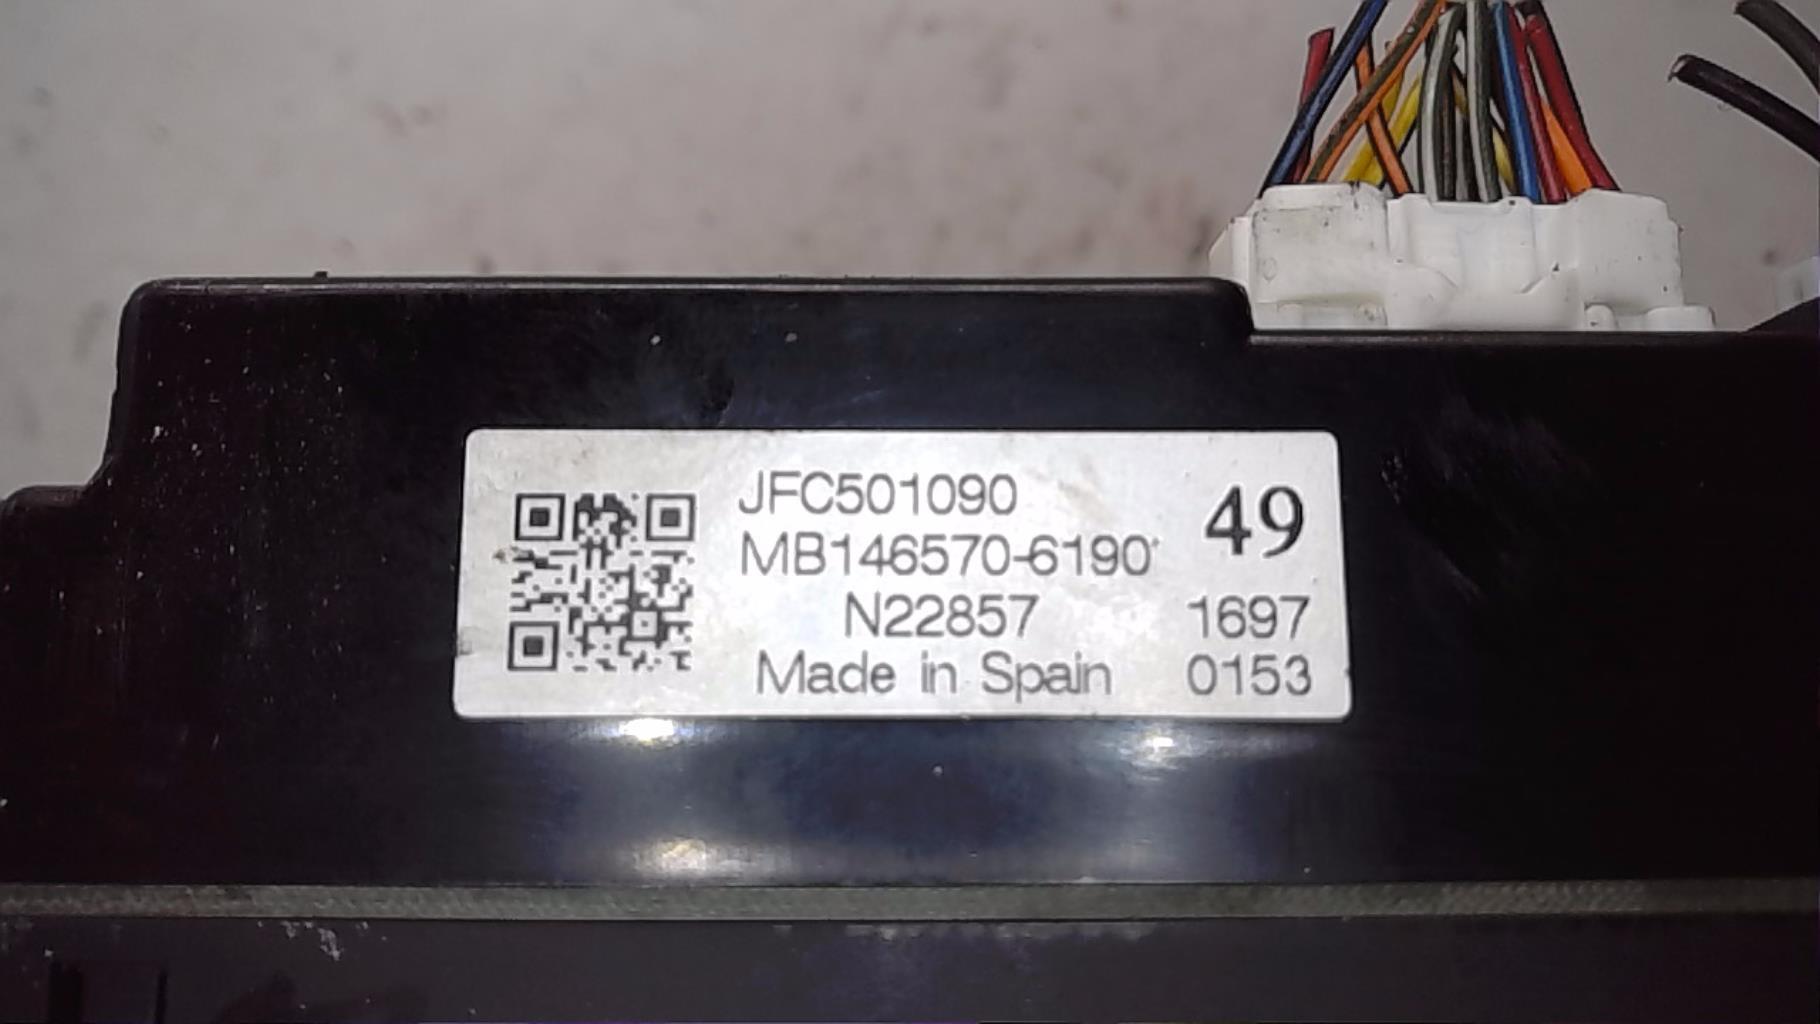 JFC501090
49
MB146570-6190
N22857 1697
Made in Spain 0153